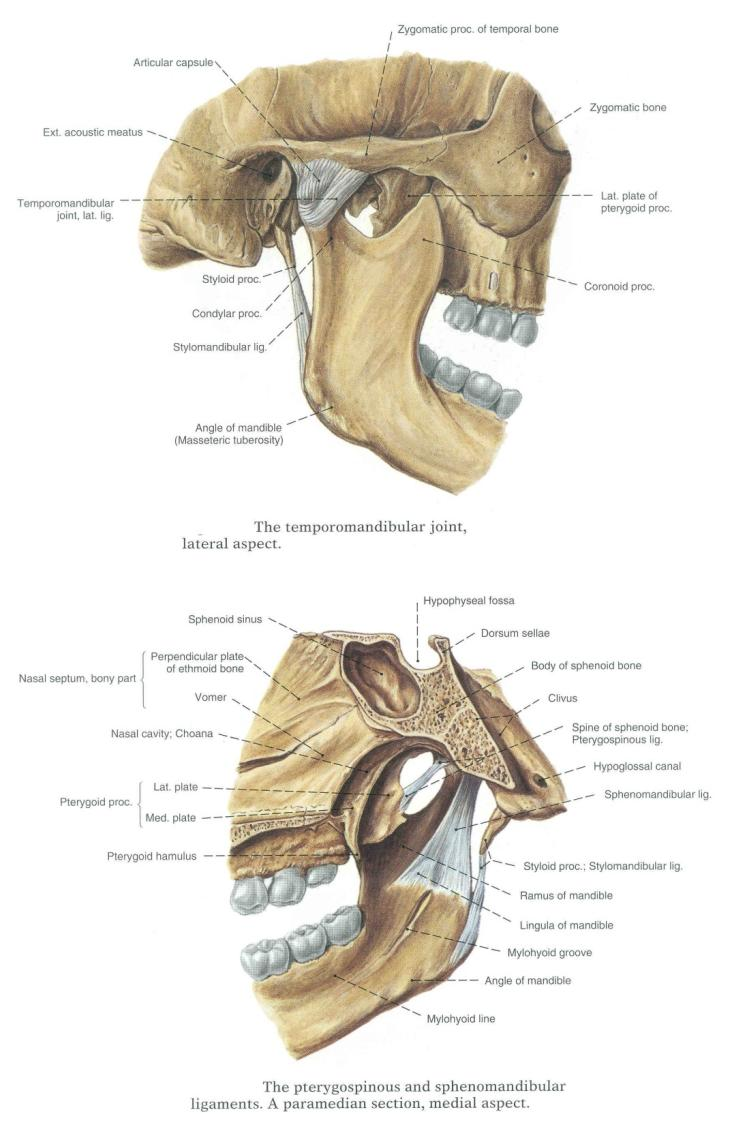 Zygomatic proc. of temporal bone
Articular capsule
Zygomatic bone
Ext. acoustic meatus
Temporomandibular
joint, lat. lig.
Lat. plate of
pterygoid proc.
Styloid proc.
Coronoid proc.
Condylar proc.
Stylomandibular lig.
Angle of mandible
(Masseteric tuberosity)
The temporomandibular joint,
lateral aspect.
Hypophyseal fossa
Sphenoid sinus
Dorsum sellae
Nasal septum, bony part
Perpendicular plate
of ethmoid bone
Body of sphenoid bone
Vomer
Clivus
Nasal cavity; Choana
Spine of sphenoid bone;
Pterygospinous lig.
Hypoglossal canal
Pterygoid proc.
Lat. plate
Med. plate
Sphenomandibular lig.
Pterygoid hamulus
Styloid proc.; Stylomandibular lig.
Ramus of mandible
Lingula of mandible
Mylohyoid groove
Angle of mandible
Mylohyoid line
The pterygospinous and sphenomandibular
ligaments. A paramedian section, medial aspect.